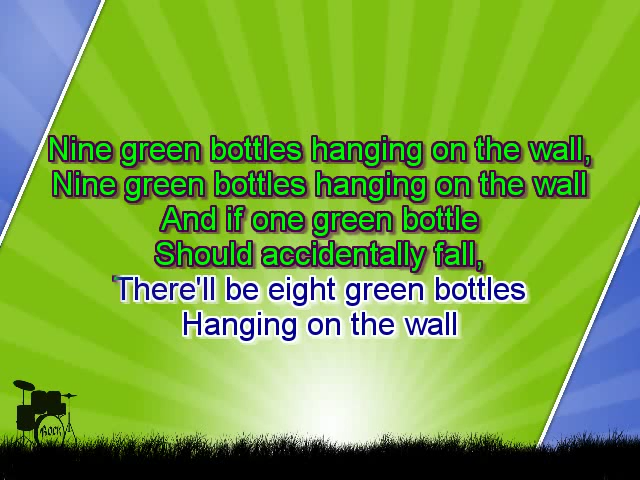 Nine green bottles hanging on the wall,
Nine green bottles hanging on the wall
And if one green bottle
Should accidentally fall,
There'll be eight green bottles
Hanging on the wall
ROCK